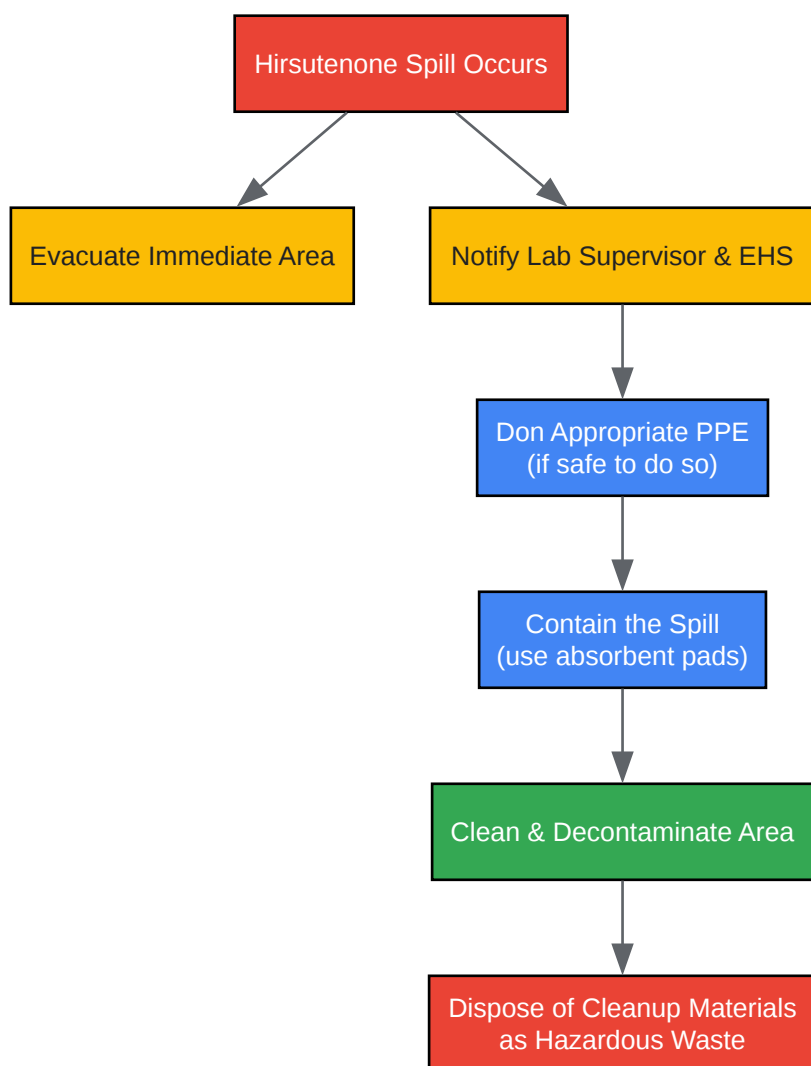 Hirsutenone Spill Occurs
Evacuate Immediate Area
Notify Lab Supervisor & EHS
Don Appropriate PPE
(if safe to do so)
Contain the Spill
(use absorbent pads)
Clean & Decontaminate Area
Dispose of Cleanup Materials
as Hazardous Waste